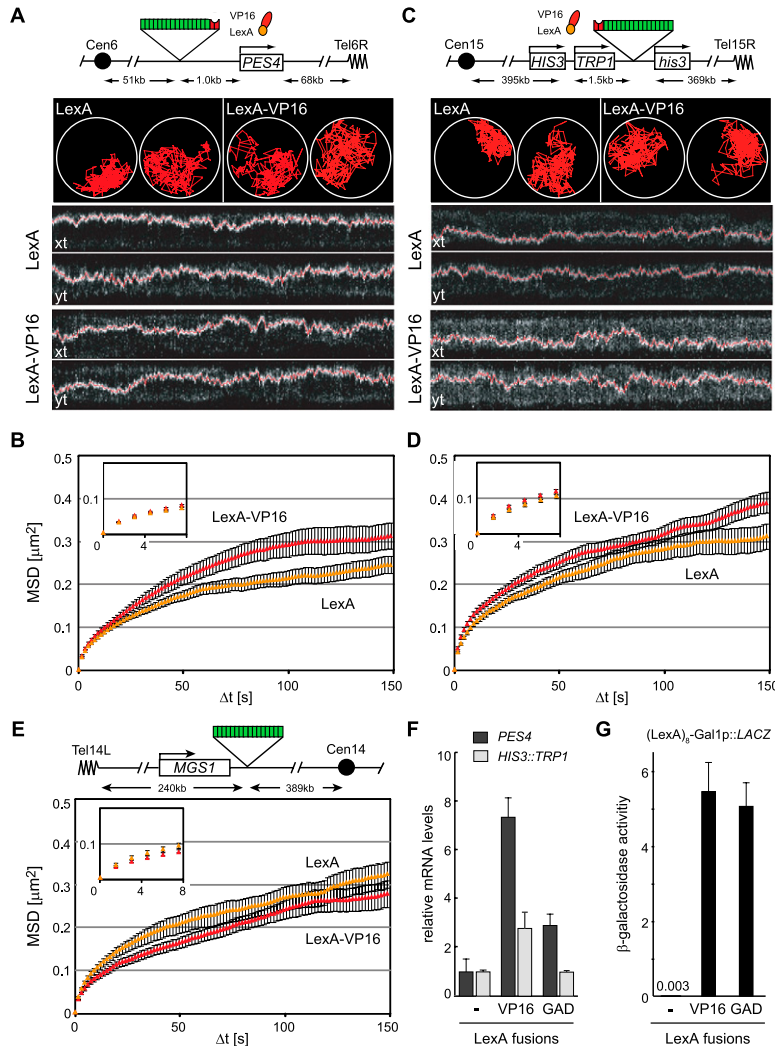 A
VP16
LexA
Cen6
PES4
Tel6R
51kb
1.0kb
68kb
LexA
LexA-VP16
LexA
xt
yt
LexA-VP16
xt
yt
C
VP16
LexA
Cen15
HIS3
TRP1
his3
Tel15R
395kb
1.5kb
369kb
LexA
LexA-VP16
LexA
xt
yt
LexA-VP16
xt
yt
B
MSD [µm²]
0.5
0.4
0.3
0.2
0.1
0
0.1
0
4
LexA-VP16
LexA
0
50
100
150
Δt [s]
D
0.5
0.4
0.3
0.2
0.1
0
0.1
0
4
LexA-VP16
LexA
0
50
100
150
Δt [s]
E
Tel14L
MGS1
Cen14
240kb
389kb
MSD [µm²]
0.4
0.3
0.2
0.1
0
0.1
0
4
6
8
LexA
LexA-VP16
0
50
100
150
Δt [s]
F
PES4
HIS3::TRP1
relative mRNA levels
10
8
6
4
2
0
- VP16 GAD
LexA fusions
G
(LexA)₈-Gal1p::LACZ
β-galactosidase activitiy
6
4
2
0
0.003
- VP16 GAD
LexA fusions